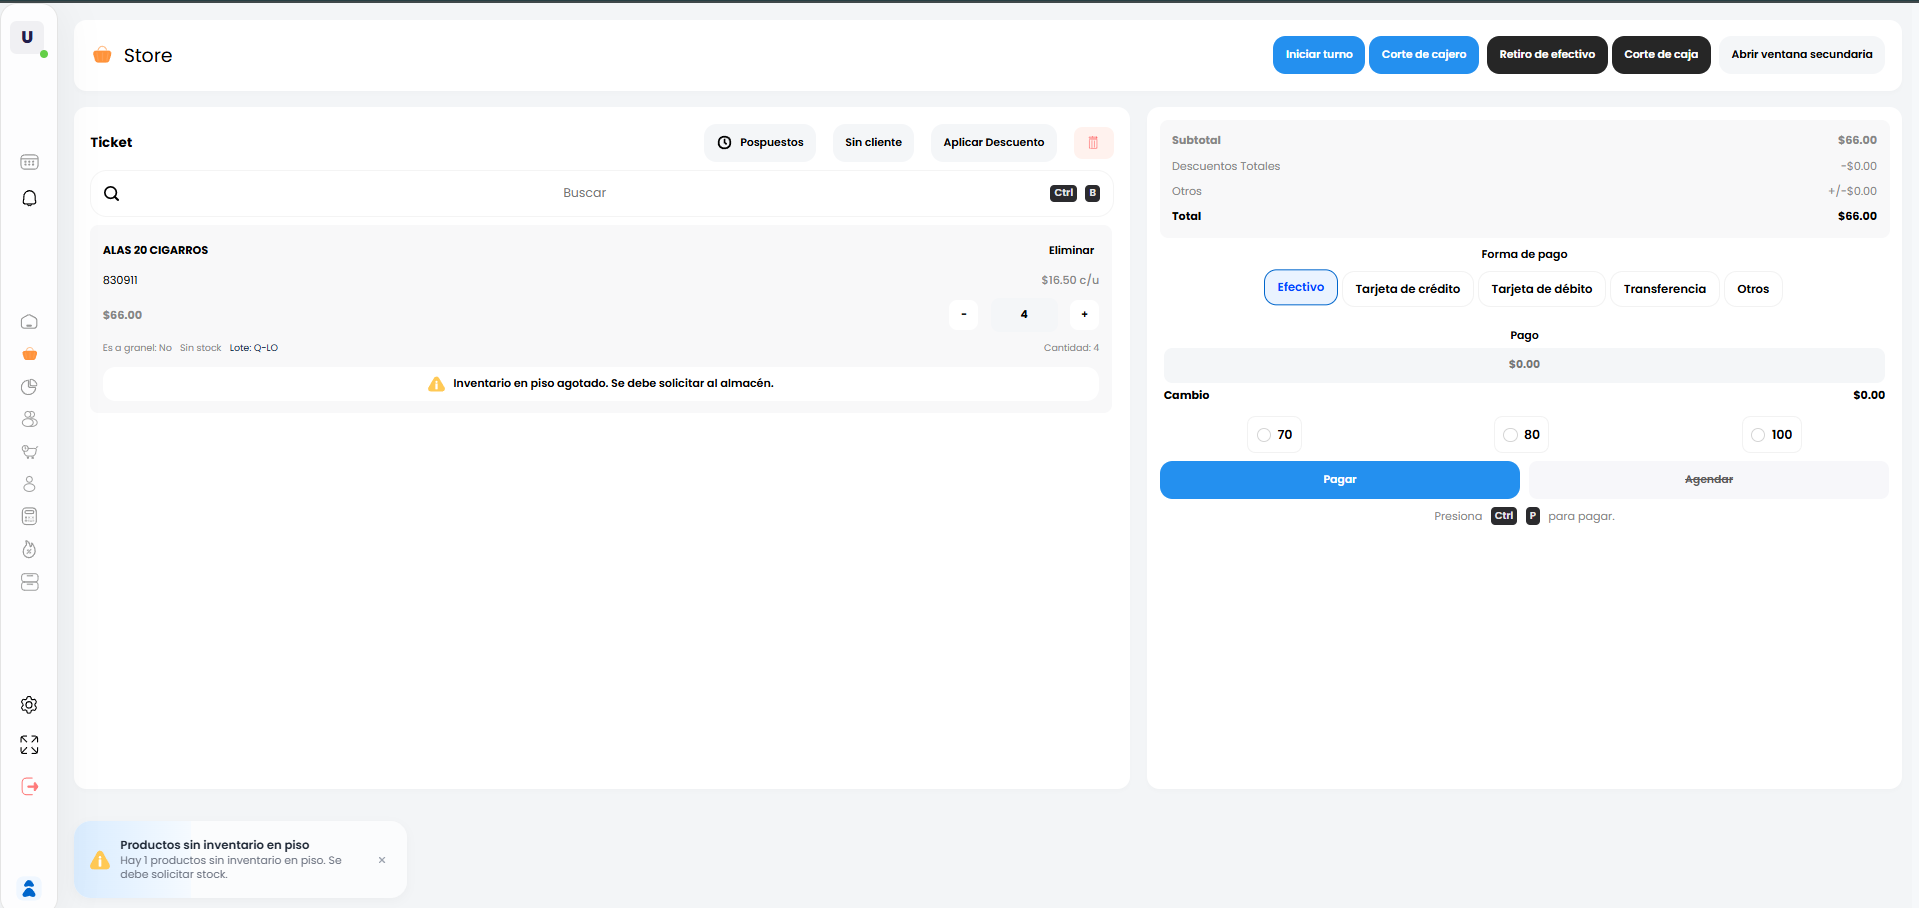 U
Store
Iniciar turno
Corte de cajero
Retiro de efectivo
Corte de caja
Abrir ventana secundaria
Ticket
Pospuestos
Sin cliente
Aplicar Descuento
Buscar
Ctrl B
ALAS 20 CIGARROS
Eliminar
830911
$16.50 c/u
$66.00
- 4 +
Es a granel: No Sin stock Lote: Q-LO
Cantidad: 4
Inventario en piso agotado. Se debe solicitar al almacén.
Subtotal $66.00
Descuentos Totales -$0.00
Otros +/-$0.00
Total $66.00
Forma de pago
Efectivo
Tarjeta de crédito
Tarjeta de débito
Transferencia
Otros
Pago
$0.00
Cambio $0.00
70
80
100
Pagar
Agendar
Presiona Ctrl P para pagar.
Productos sin inventario en piso
Hay 1 productos sin inventario en piso. Se
debe solicitar stock.
×